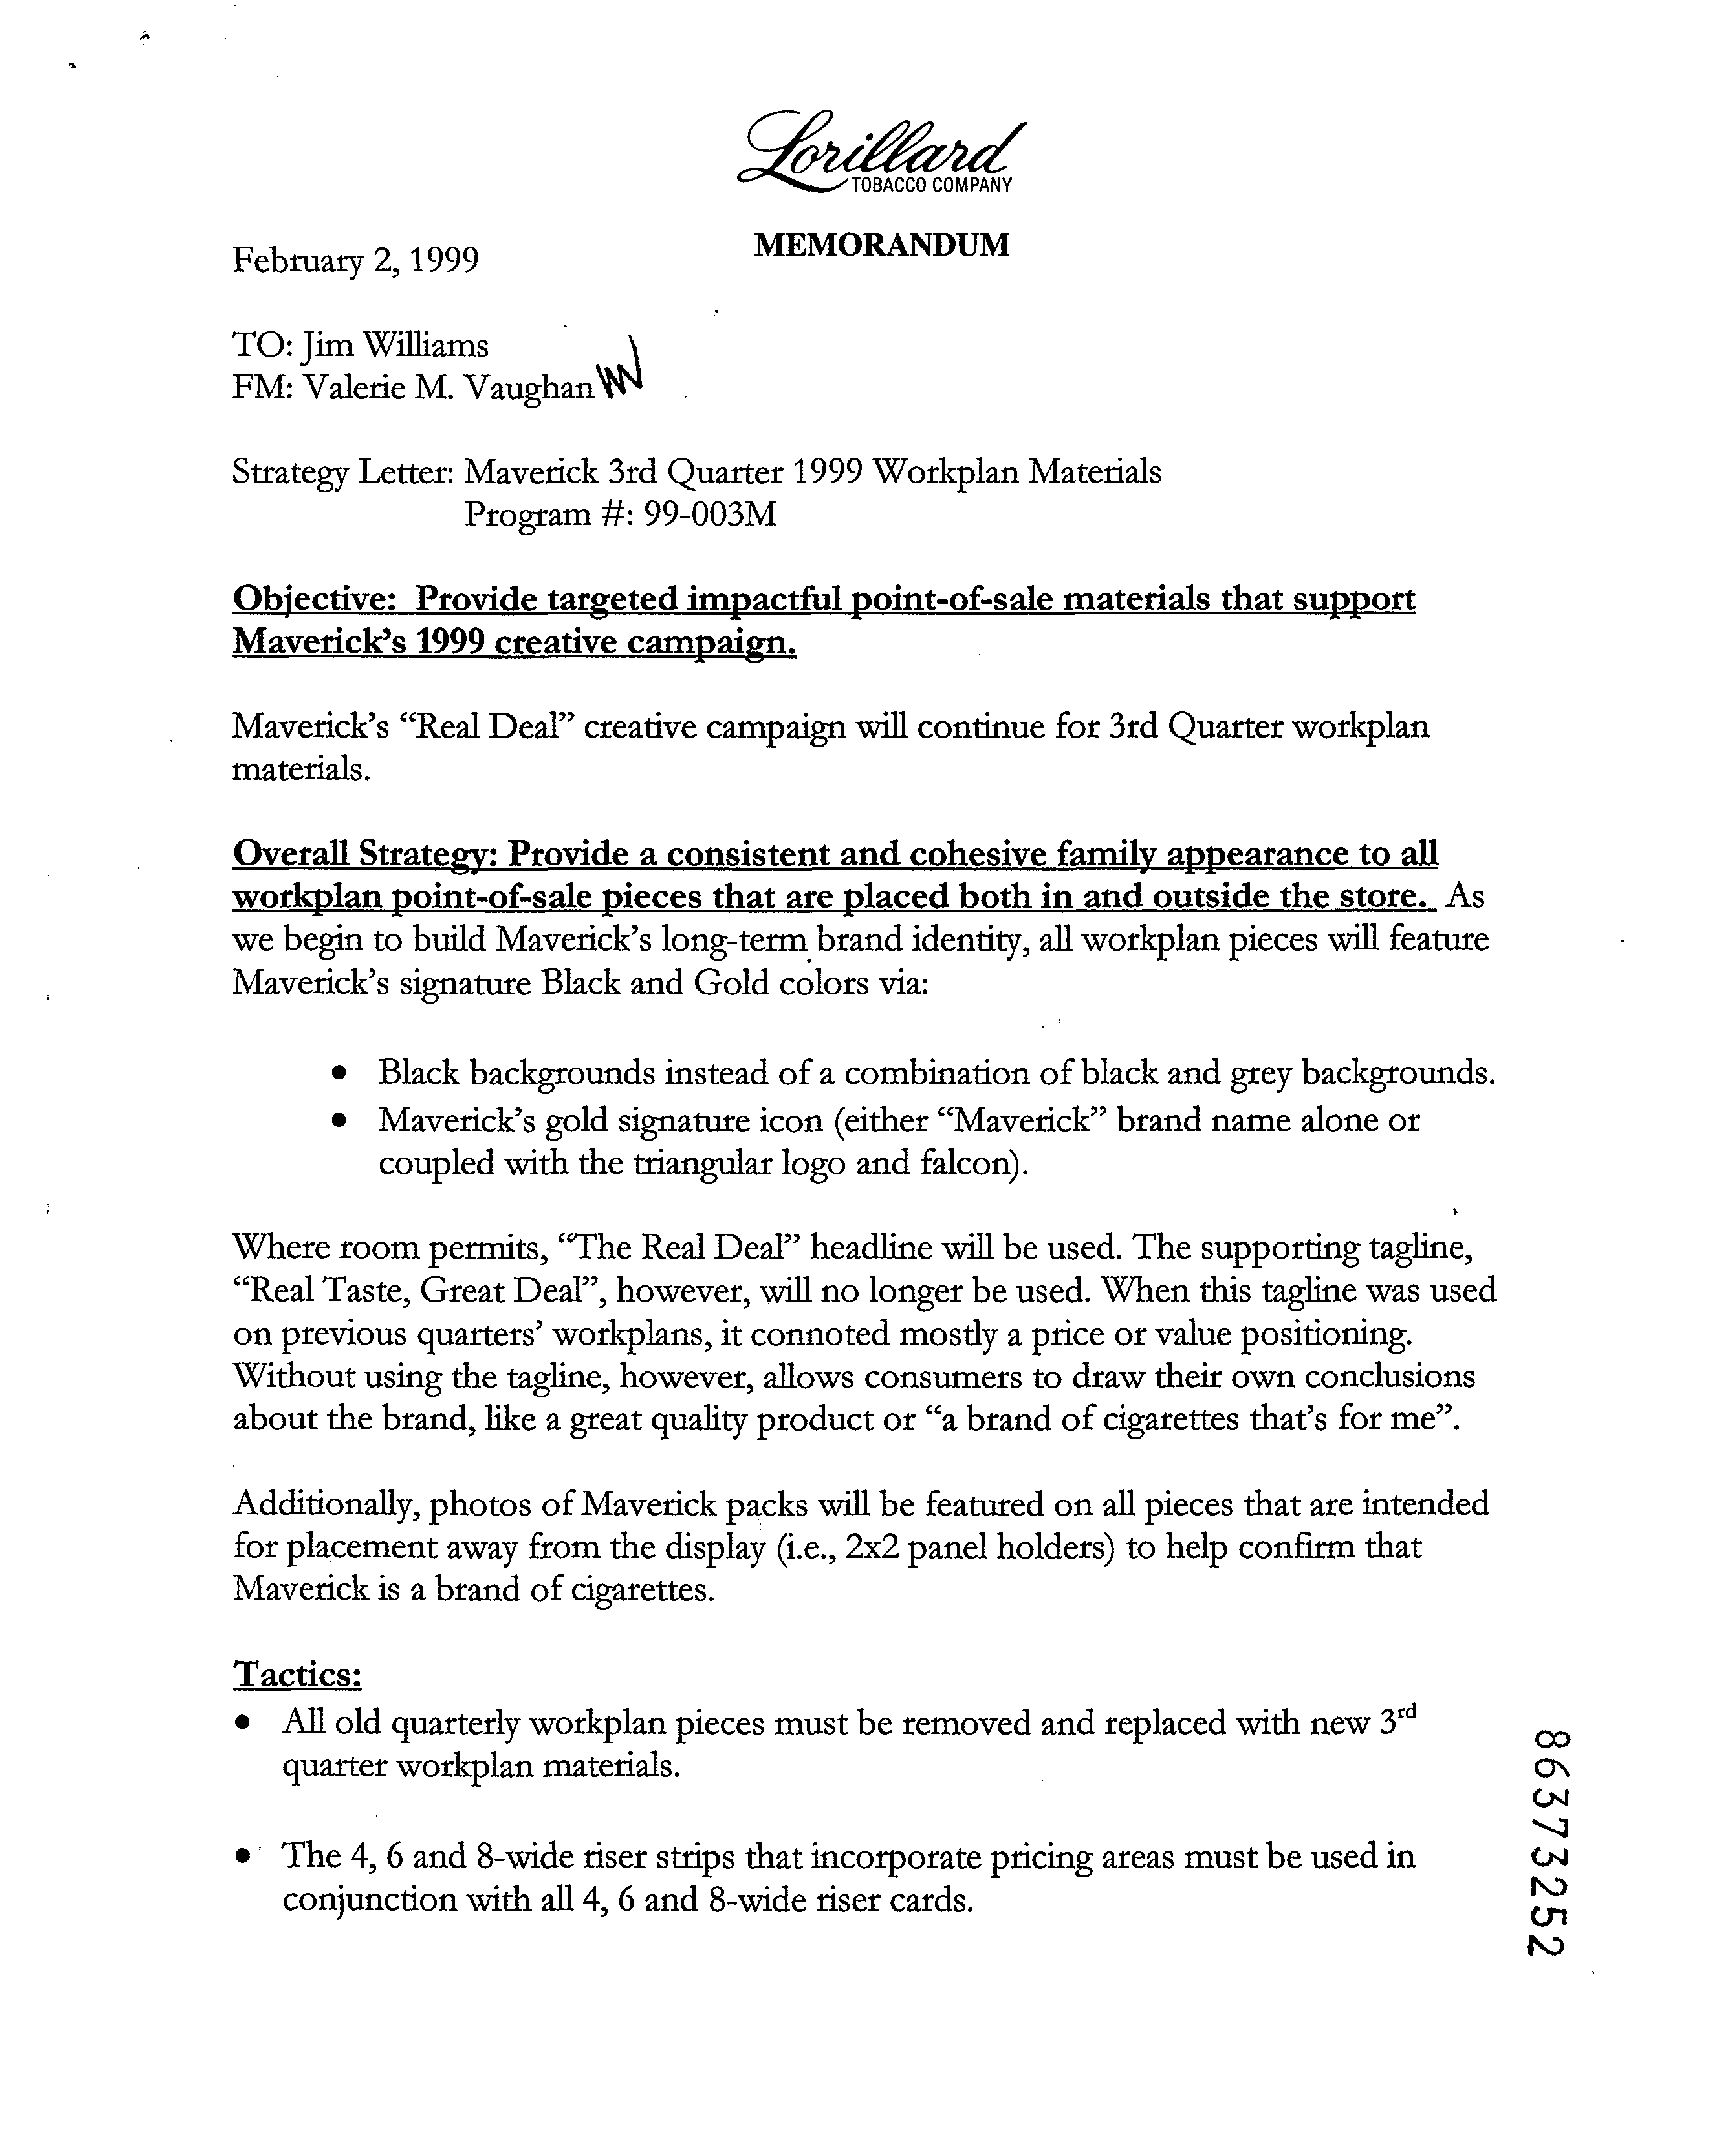 Lorillard
TOBACCO COMPANY
MEMORANDUM
February 2, 1999
TO: Jim Williams
FM: Valerie M. Vaughan
Strategy Letter: Maverick 3rd Quarter 1999 Workplan Materials
Program #: 99-003M
Objective: Provide targeted impactful point-of-sale materials that support
Maverick's 1999 creative campaign.
Maverick's “Real Deal” creative campaign will continue for 3rd Quarter workplan
materials.
Overall Strategy: Provide a consistent and cohesive family appearance to all
workplan point-of-sale pieces that are placed both in and outside the store. As
we begin to build Maverick's long-term brand identity, all workplan pieces will feature
Maverick's signature Black and Gold colors via:
• Black backgrounds instead of a combination of black and grey backgrounds.
• Maverick's gold signature icon (either “Maverick” brand name alone or
coupled with the triangular logo and falcon).
Where room permits, “The Real Deal” headline will be used. The supporting tagline,
“Real Taste, Great Deal”, however, will no longer be used. When this tagline was used
on previous quarters' workplans, it connoted mostly a price or value positioning.
Without using the tagline, however, allows consumers to draw their own conclusions
about the brand, like a great quality product or “a brand of cigarettes that's for me”.
Additionally, photos of Maverick packs will be featured on all pieces that are intended
for placement away from the display (i.e., 2x2 panel holders) to help confirm that
Maverick is a brand of cigarettes.
Tactics:
• All old quarterly workplan pieces must be removed and replaced with new 3rd
quarter workplan materials.
• The 4, 6 and 8-wide riser strips that incorporate pricing areas must be used in
conjunction with all 4, 6 and 8-wide riser cards.
86373252